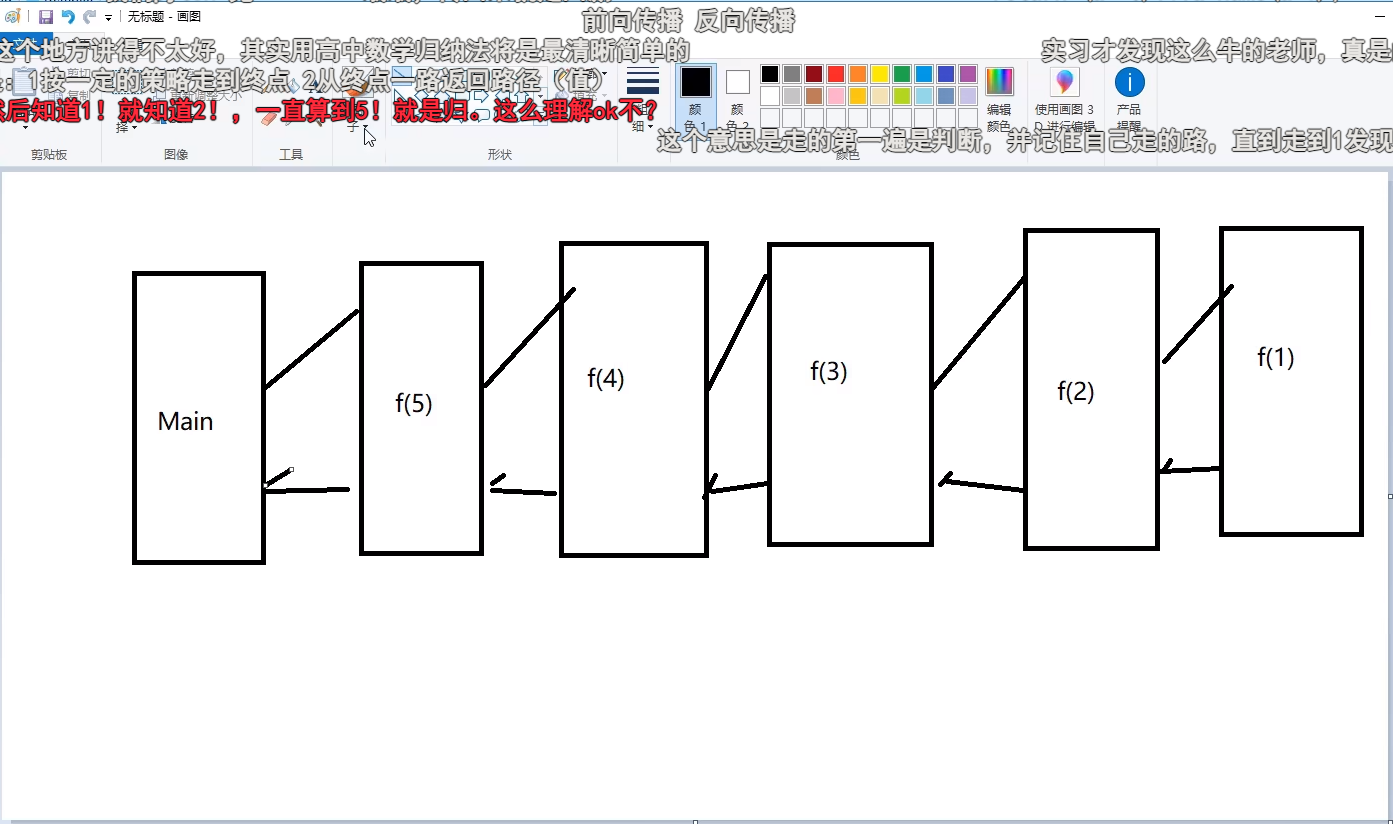 无标题 - 画图
前向传播 反向传播
这个地方讲得不太好，其实用高中数学归纳法将是最清晰简单的
实习才发现这么牛的老师，真是
1按一定的策略走到终点 2从终点一路返回路径（值）
然后知道1！就知道2！，一直算到5！就是归。这么理解ok不？
这个意思是走的第一遍是判断，并记住自己走的路，直到走到1发现
颜
色 1
颜
色 2
编辑
颜色
使用画图 3
D 进行编辑
产品
提醒
剪贴板
图像
工具
形状
颜色
Main
f(5)
f(4)
f(3)
f(2)
f(1)